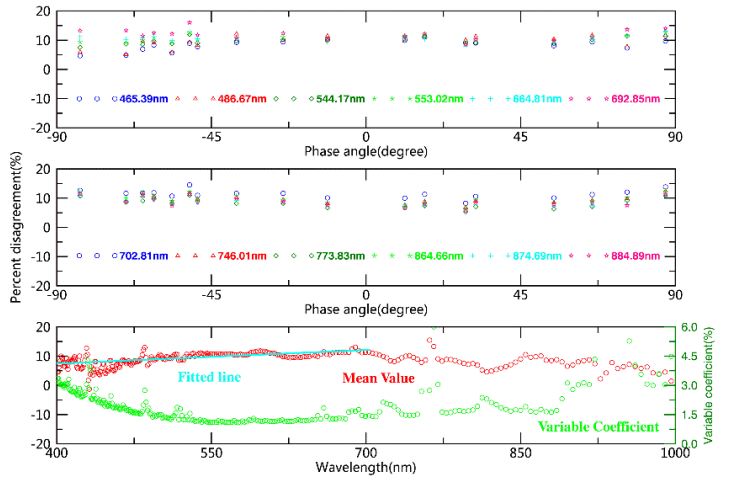 20
10
0
-10
-20
465.39nm 486.67nm 544.17nm 553.02nm 664.81nm 692.85nm
-90 -45 0 45 90
Phase angle(degree)
Percent disagreement(%)
20
10
0
-10
-20
702.81nm 746.01nm 773.83nm 864.66nm 874.69nm 884.89nm
-90 -45 0 45 90
Phase angle(degree)
20
10
0
-10
-20
Fitted line Mean Value
Variable Coefficient
6.0
4.5
3.0
1.5
0.0
Variable coefficient(%)
400 550 700 850 1000
Wavelength(nm)